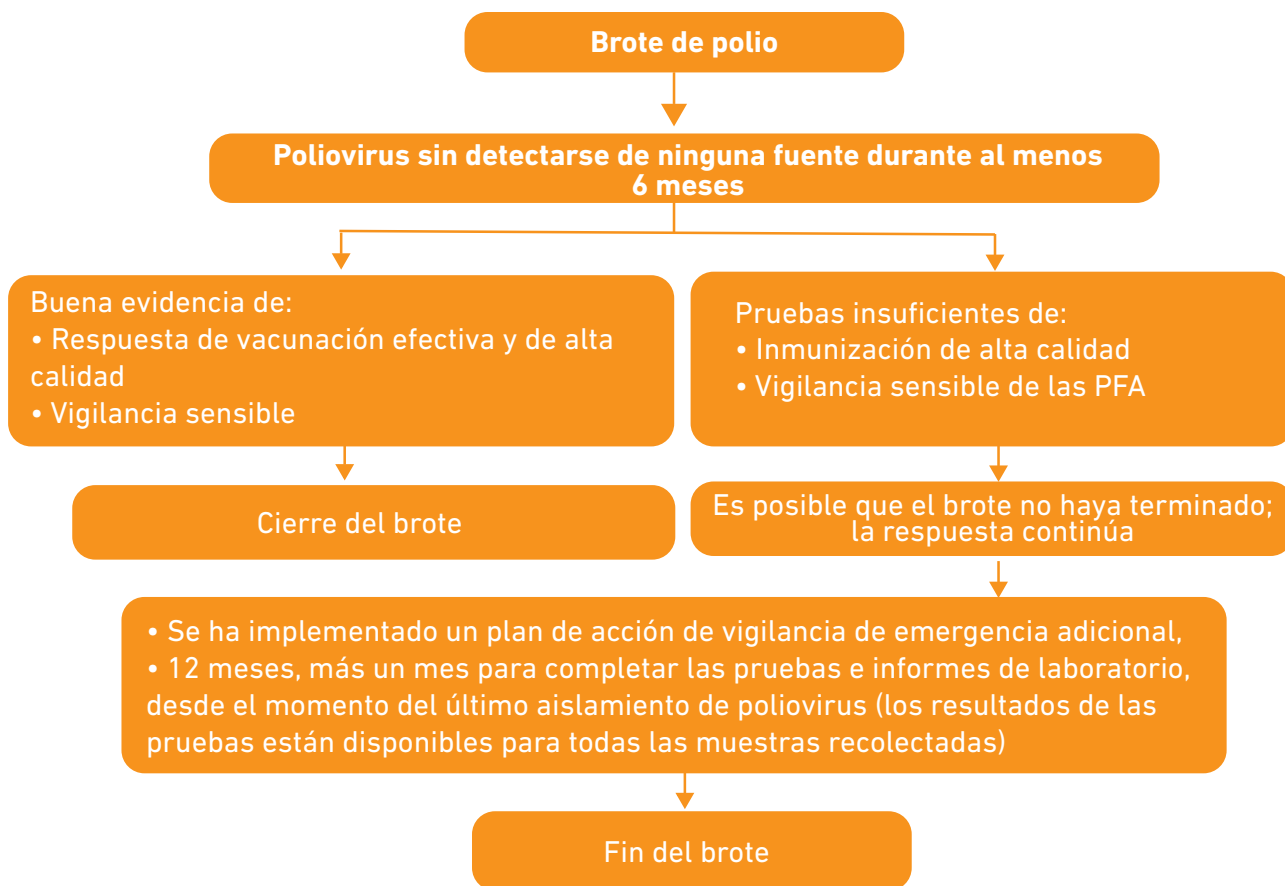 Brote de polio
Poliovirus sin detectarse de ninguna fuente durante al menos
6 meses
Buena evidencia de:
• Respuesta de vacunación efectiva y de alta
calidad
• Vigilancia sensible
Pruebas insuficientes de:
• Inmunización de alta calidad
• Vigilancia sensible de las PFA
Cierre del brote
Es posible que el brote no haya terminado;
la respuesta continúa
• Se ha implementado un plan de acción de vigilancia de emergencia adicional,
• 12 meses, más un mes para completar las pruebas e informes de laboratorio,
desde el momento del último aislamiento de poliovirus (los resultados de las
pruebas están disponibles para todas las muestras recolectadas)
Fin del brote